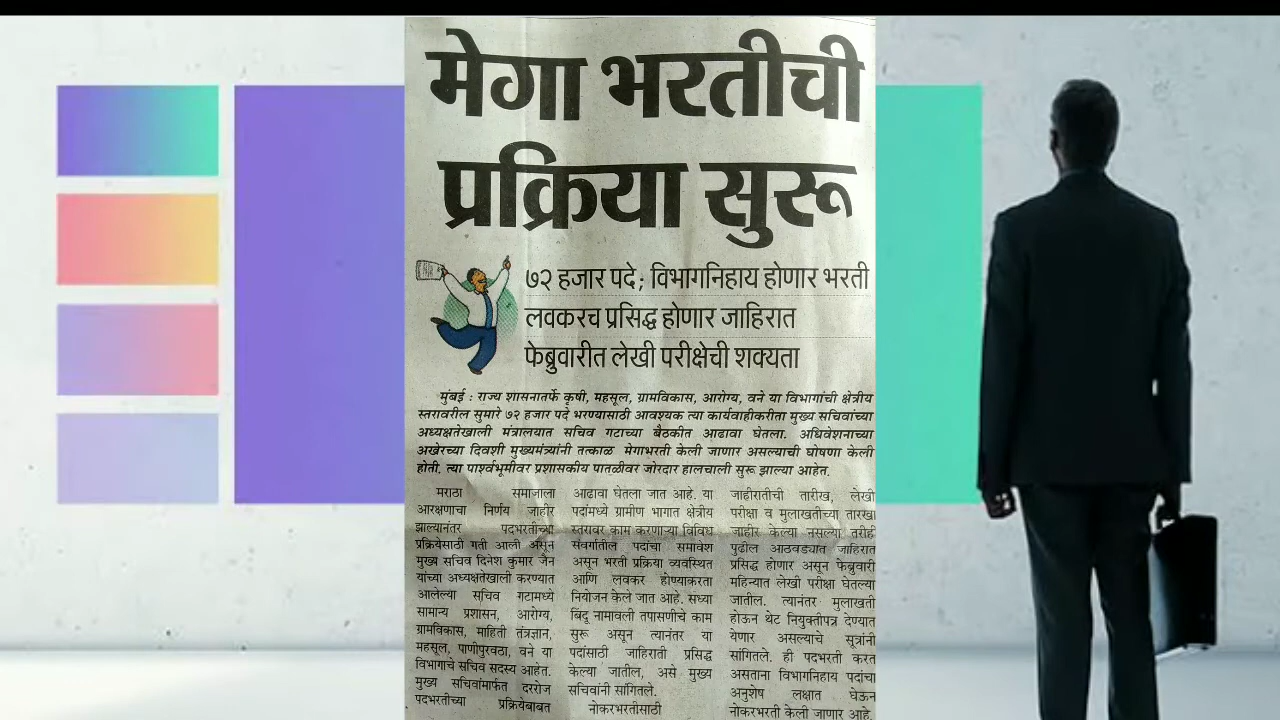 मेगा भरतीची
प्रक्रिया सुरू
७२ हजार पदे; विभागनिहाय होणार भरती
लवकरच प्रसिद्ध होणार जाहिरात
फेब्रुवारीत लेखी परीक्षेची शक्यता
मुंबई : राज्य शासनातर्फे कृषी, महसूल, ग्रामविकास, आरोग्य, वने या विभागांची क्षेत्रीय
स्तरावरील सुमारे ७२ हजार पदे भरण्यासाठी आवश्यक त्या कार्यवाहीकरीता मुख्य सचिवांच्या
अध्यक्षतेखाली मंत्रालयात सचिव गटाच्या बैठकीत आढावा घेतला. अधिवेशनाच्या
अखेरच्या दिवशी मुख्यमंत्र्यांनी तत्काळ मेगाभरती केली जाणार असल्याची घोषणा केली
होती. त्या पार्श्वभूमीवर प्रशासकीय पातळीवर जोरदार हालचाली सुरू झाल्या आहेत.
मराठा समाजाला
आरक्षणाचा निर्णय जाहीर
झाल्यानंतर पदभरतीच्या
प्रक्रियेसाठी गती आली असून
मुख्य सचिव दिनेश कुमार जैन
यांच्या अध्यक्षतेखाली करण्यात
आलेल्या सचिव गटामध्ये
सामान्य प्रशासन, आरोग्य,
ग्रामविकास, माहिती तंत्रज्ञान,
महसूल, पाणीपुरवठा, वने या
विभागाचे सचिव सदस्य आहेत.
मुख्य सचिवांमार्फत दररोज
पदभरतीच्या प्रक्रियेबाबत
आढावा घेतला जात आहे. या
पदांमध्ये ग्रामीण भागात क्षेत्रीय
स्तरावर काम करणाऱ्या विविध
संवर्गातील पदांचा समावेश
असून भरती प्रक्रिया व्यवस्थित
आणि लवकर होण्याकरता
नियोजन केले जात आहे. सध्या
बिंदू नामावली तपासणीचे काम
सुरू असून त्यानंतर या
पदांसाठी जाहिराती प्रसिद्ध
केल्या जातील, असे मुख्य
सचिवांनी सांगितले.
नोकरभरतीसाठी
जाहीरातीची तारीख, लेखी
परीक्षा व मुलाखतीच्या तारखा
जाहीर केल्या नसल्या तरीही
पुढील आठवड्यात जाहिरात
प्रसिद्ध होणार असून फेब्रुवारी
महिन्यात लेखी परीक्षा घेतल्या
जातील. त्यानंतर मुलाखती
होऊन थेट नियुक्तीपत्र देण्यात
येणार असल्याचे सूत्रांनी
सांगितले. ही पदभरती करत
असताना विभागनिहाय पदांचा
अनुशेष लक्षात घेऊन
नोकरभरती केली जाणार आहे.